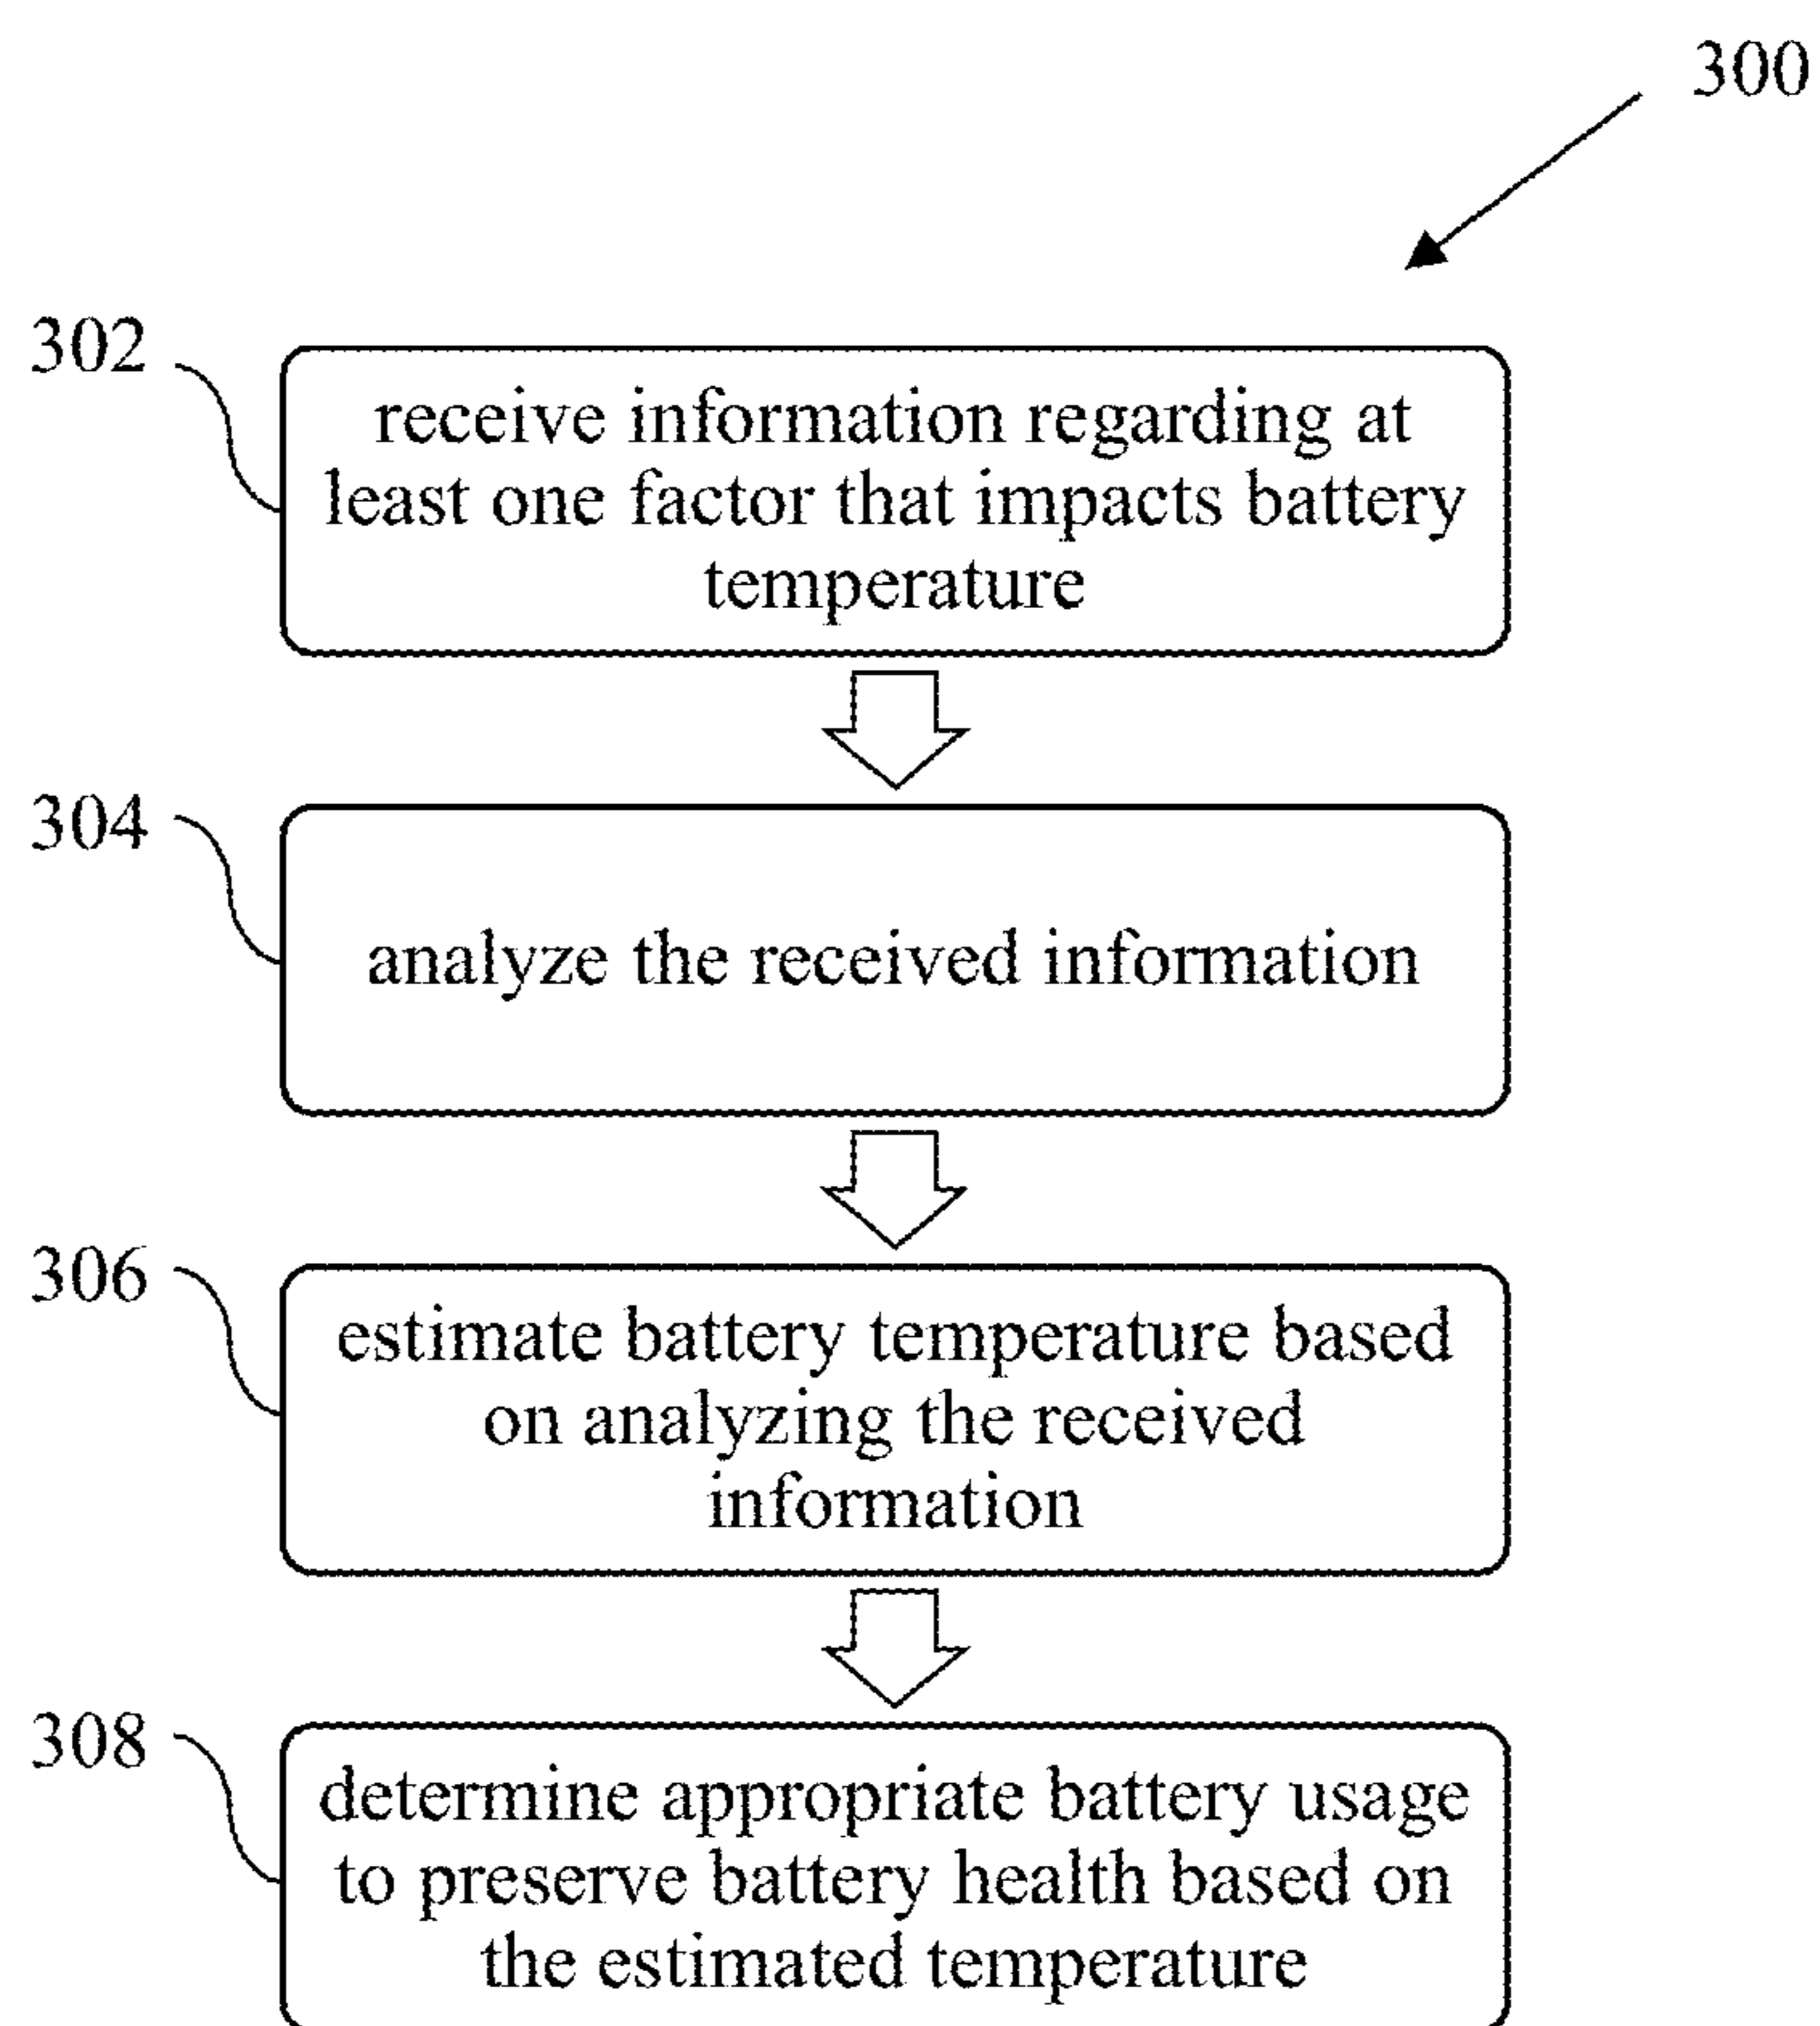 300
302
receive information regarding at
least one factor that impacts battery
temperature
304
analyze the received information
306
estimate battery temperature based
on analyzing the received
information
308
determine appropriate battery usage
to preserve battery health based on
the estimated temperature